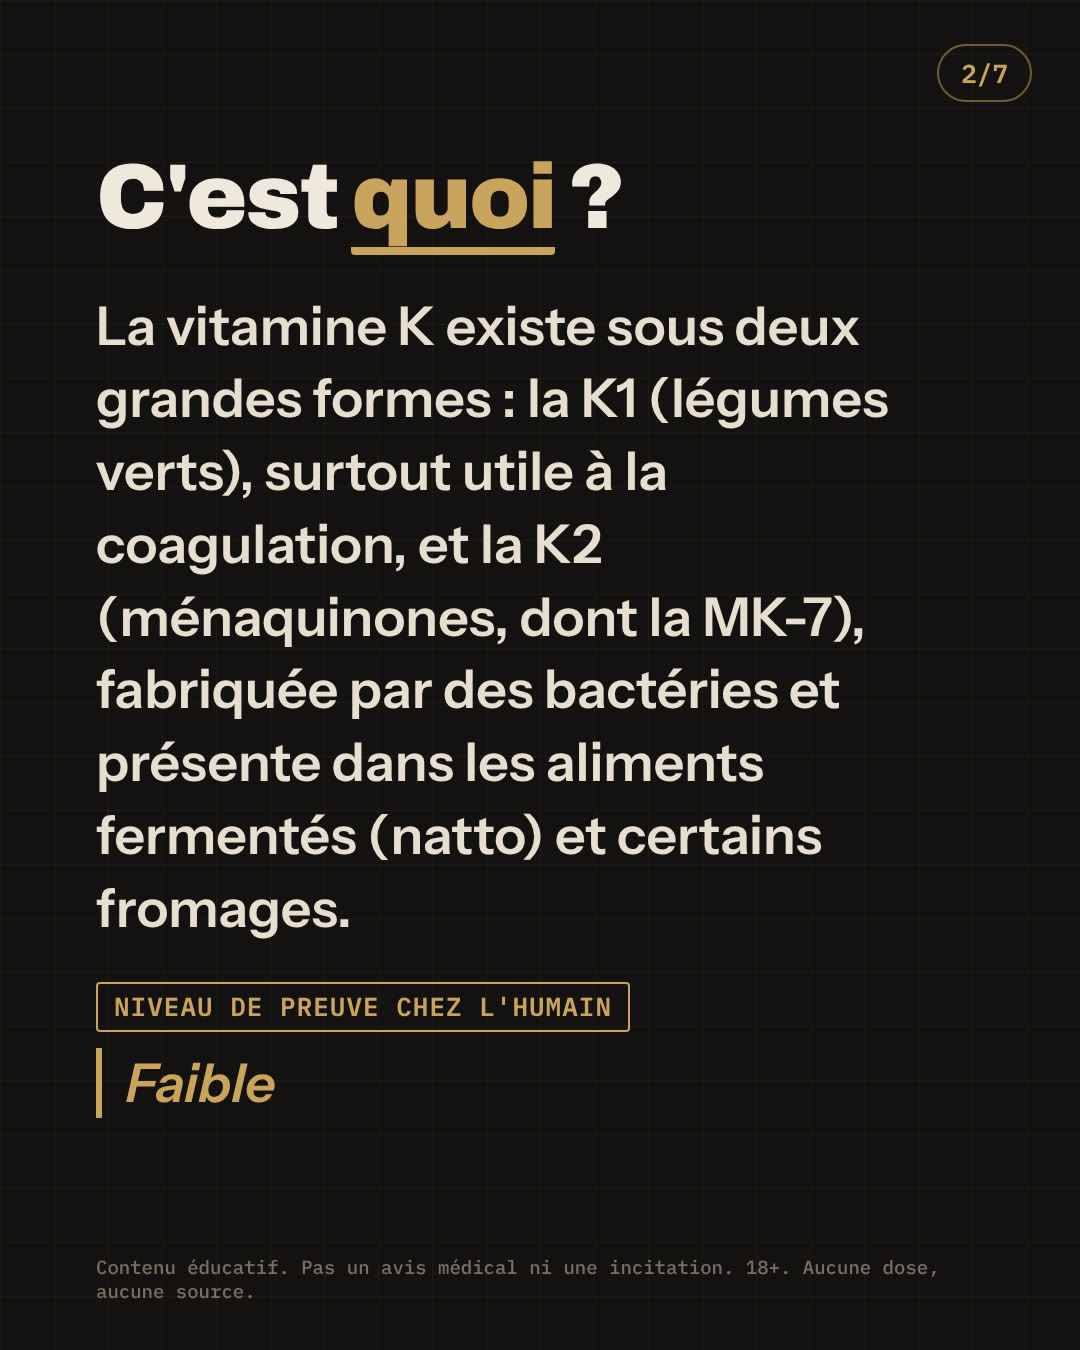 2/7
C'est quoi ?
La vitamine K existe sous deux
grandes formes : la K1 (légumes
verts), surtout utile à la
coagulation, et la K2
(ménaquinones, dont la MK-7),
fabriquée par des bactéries et
présente dans les aliments
fermentés (natto) et certains
fromages.
NIVEAU DE PREUVE CHEZ L'HUMAIN
Faible
Contenu éducatif. Pas un avis médical ni une incitation. 18+. Aucune dose,
aucune source.